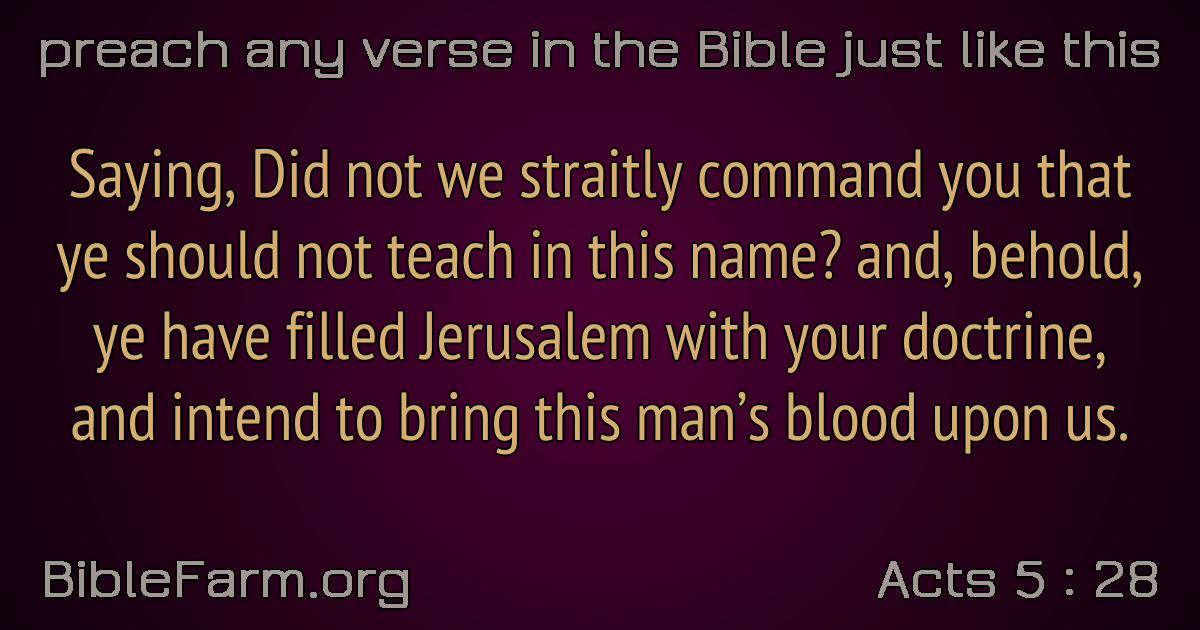 preach any verse in the Bible just like this
Saying, Did not we straitly command you that
ye should not teach in this name? and, behold,
ye have filled Jerusalem with your doctrine,
and intend to bring this man’s blood upon us.
BibleFarm.org
Acts 5 : 28